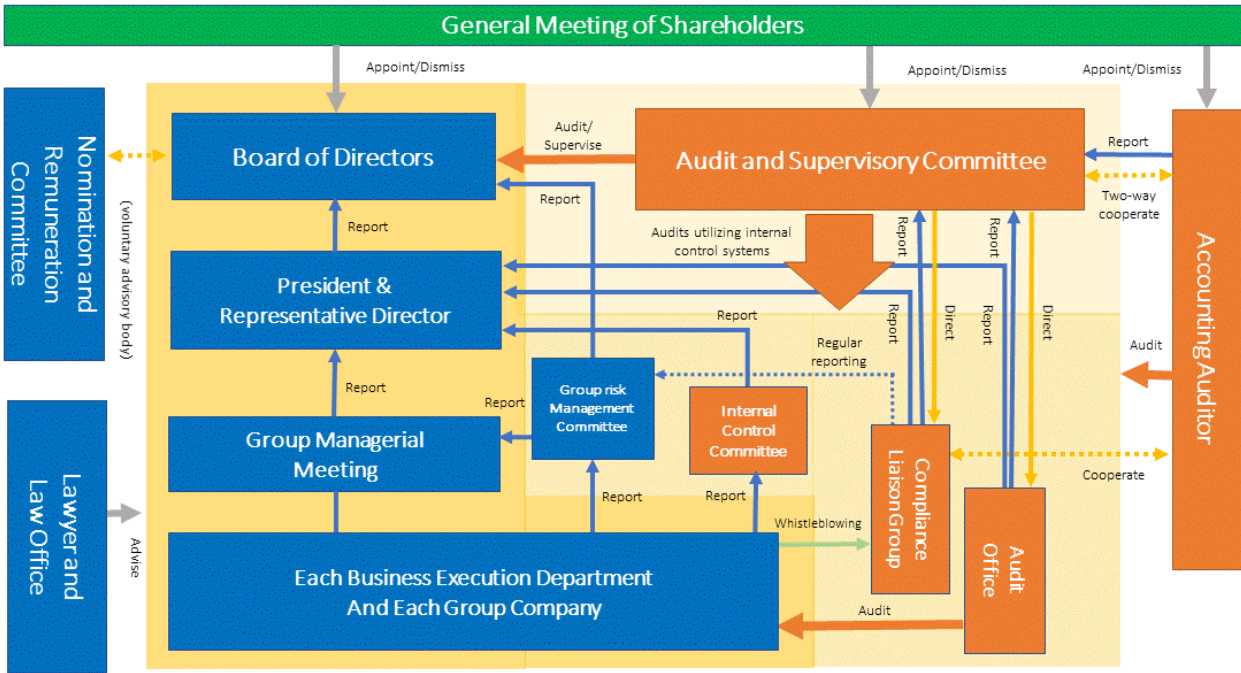 General Meeting of Shareholders
Appoint/Dismiss
Appoint/Dismiss
Appoint/Dismiss
Nomination and
Remuneration
Committee
(voluntary advisory body)
Board of Directors
Audit/
Supervise
Audit and Supervisory Committee
Report
Two-way
cooperate
Accounting Auditor
Report
Report
Audits utilizing internal
control systems
Report
Direct
Report
Direct
President &
Representative Director
Report
Report
Report
Regular
reporting
Audit
Group risk
Management
Committee
Internal
Control
Committee
Report
Group Managerial
Meeting
Compliance
Liaison Group
Cooperate
Lawyer and
Law Office
Advise
Report
Report
Whistleblowing
Audit
Office
Each Business Execution Department
And Each Group Company
Audit